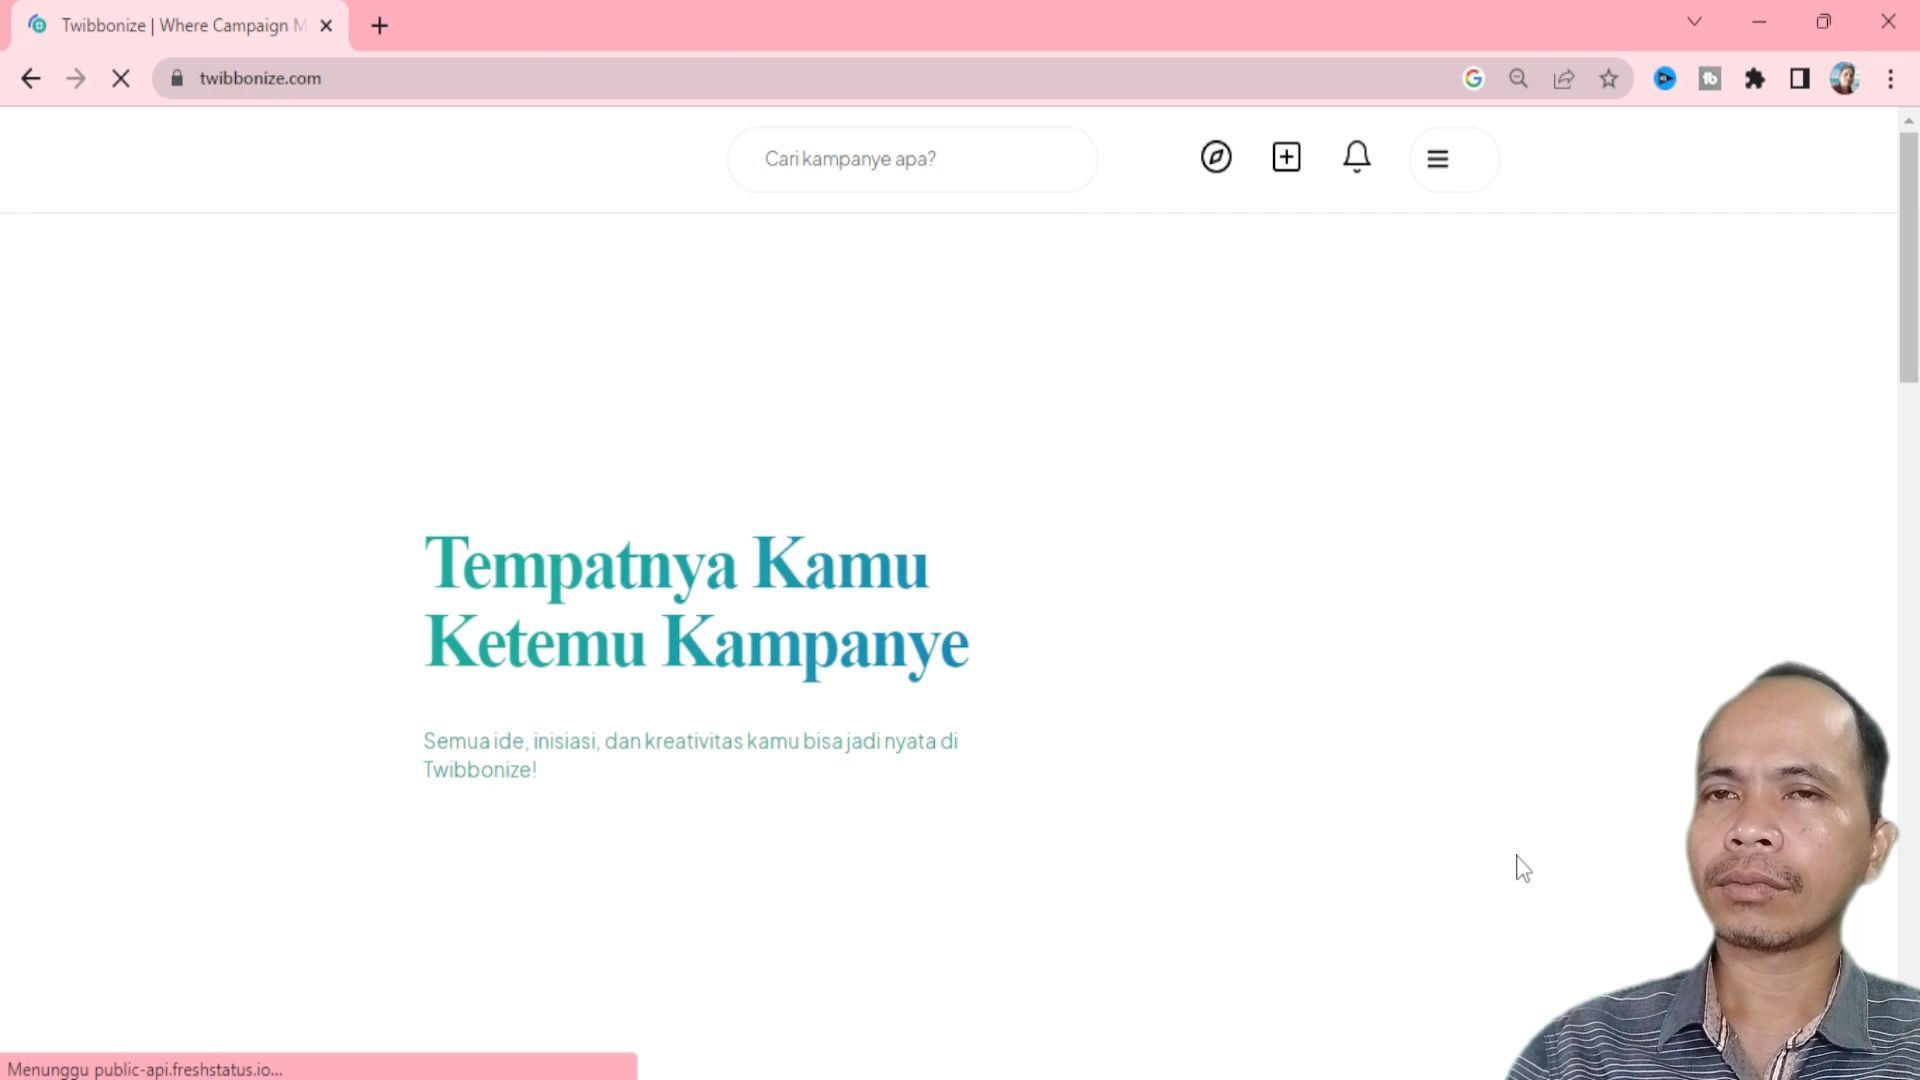 Twibbonize | Where Campaign M
twibbonize.com
Cari kampanye apa?
Tempatnya Kamu
Ketemu Kampanye
Semua ide, inisiasi, dan kreativitas kamu bisa jadi nyata di
Twibbonize!
Menunggu public-api.freshstatus.io...